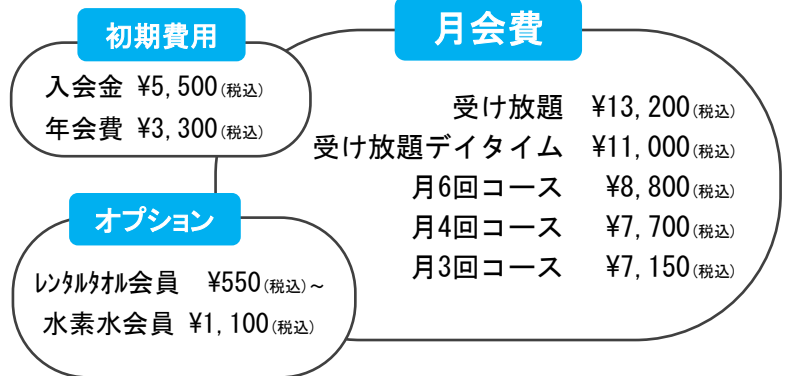 初期費用
入会金 ¥5,500(税込)
年会費 ¥3,300(税込)
月会費
受け放題 ¥13,200(税込)
受け放題デイタイム ¥11,000(税込)
月6回コース ¥8,800(税込)
月4回コース ¥7,700(税込)
月3回コース ¥7,150(税込)
オプション
ﾚﾝﾀﾙﾀｵﾙ会員 ¥550(税込)~
水素水会員 ¥1,100(税込)